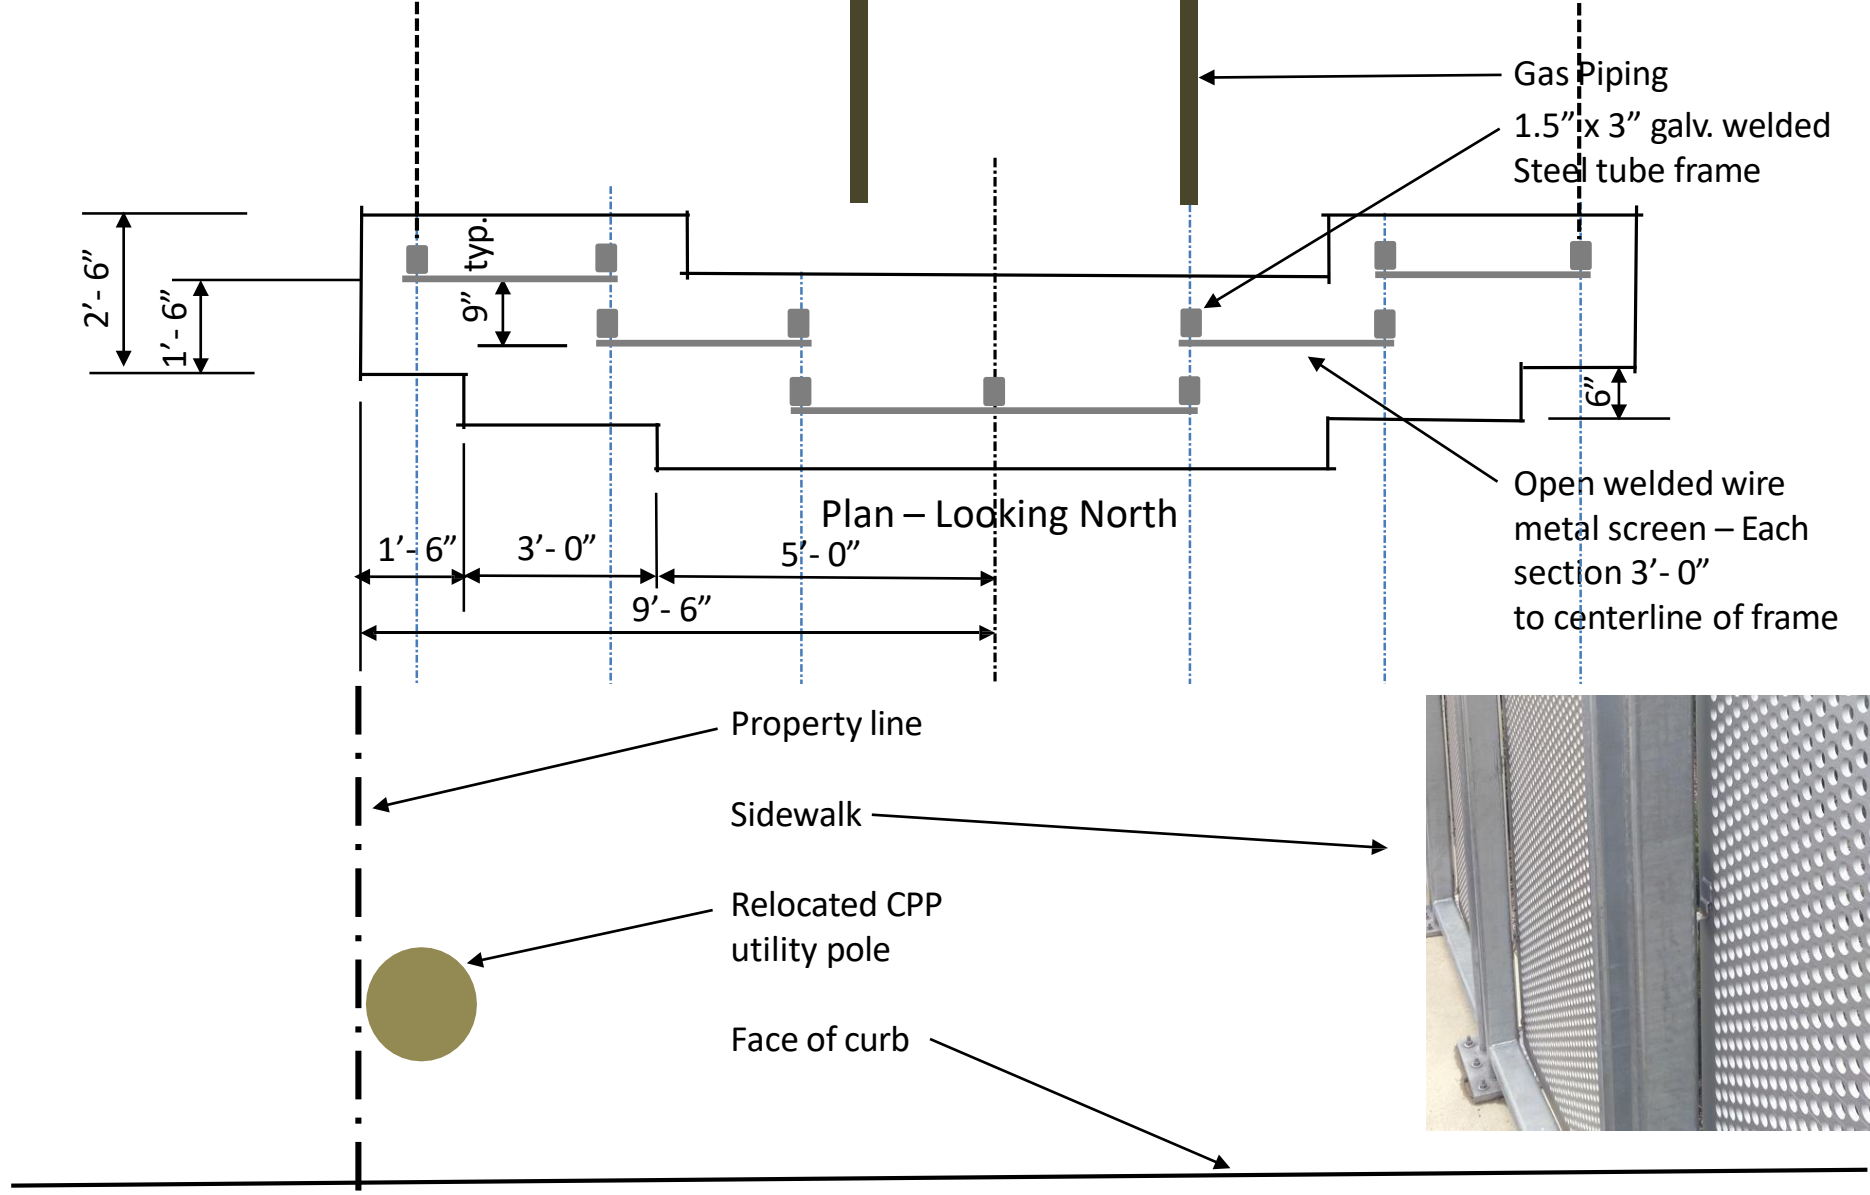 Gas Piping
1.5” x 3” galv. welded
Steel tube frame
2’- 6”
1’- 6”
9” typ.
6”
Open welded wire
metal screen – Each
section 3’- 0”
to centerline of frame
Plan – Looking North
1’- 6”
3’- 0”
5’- 0”
9’- 6”
Property line
Sidewalk
Relocated CPP
utility pole
Face of curb